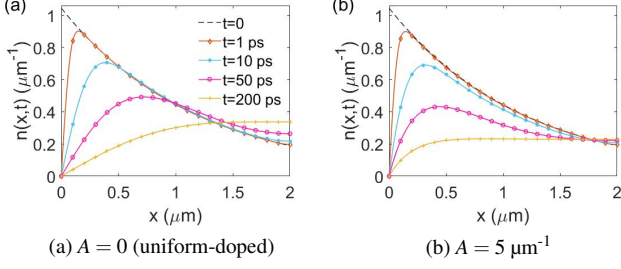 (a)
1
0.8
0.6
0.4
0.2
0
n(x,t) (μm⁻¹)
t=0
t=1 ps
t=10 ps
t=50 ps
t=200 ps
0 0.5 1 1.5 2
x (μm)
(b)
1
0.8
0.6
0.4
0.2
0
n(x,t) (μm⁻¹)
0 0.5 1 1.5 2
x (μm)
(a) A = 0 (uniform-doped)
(b) A = 5 μm⁻¹